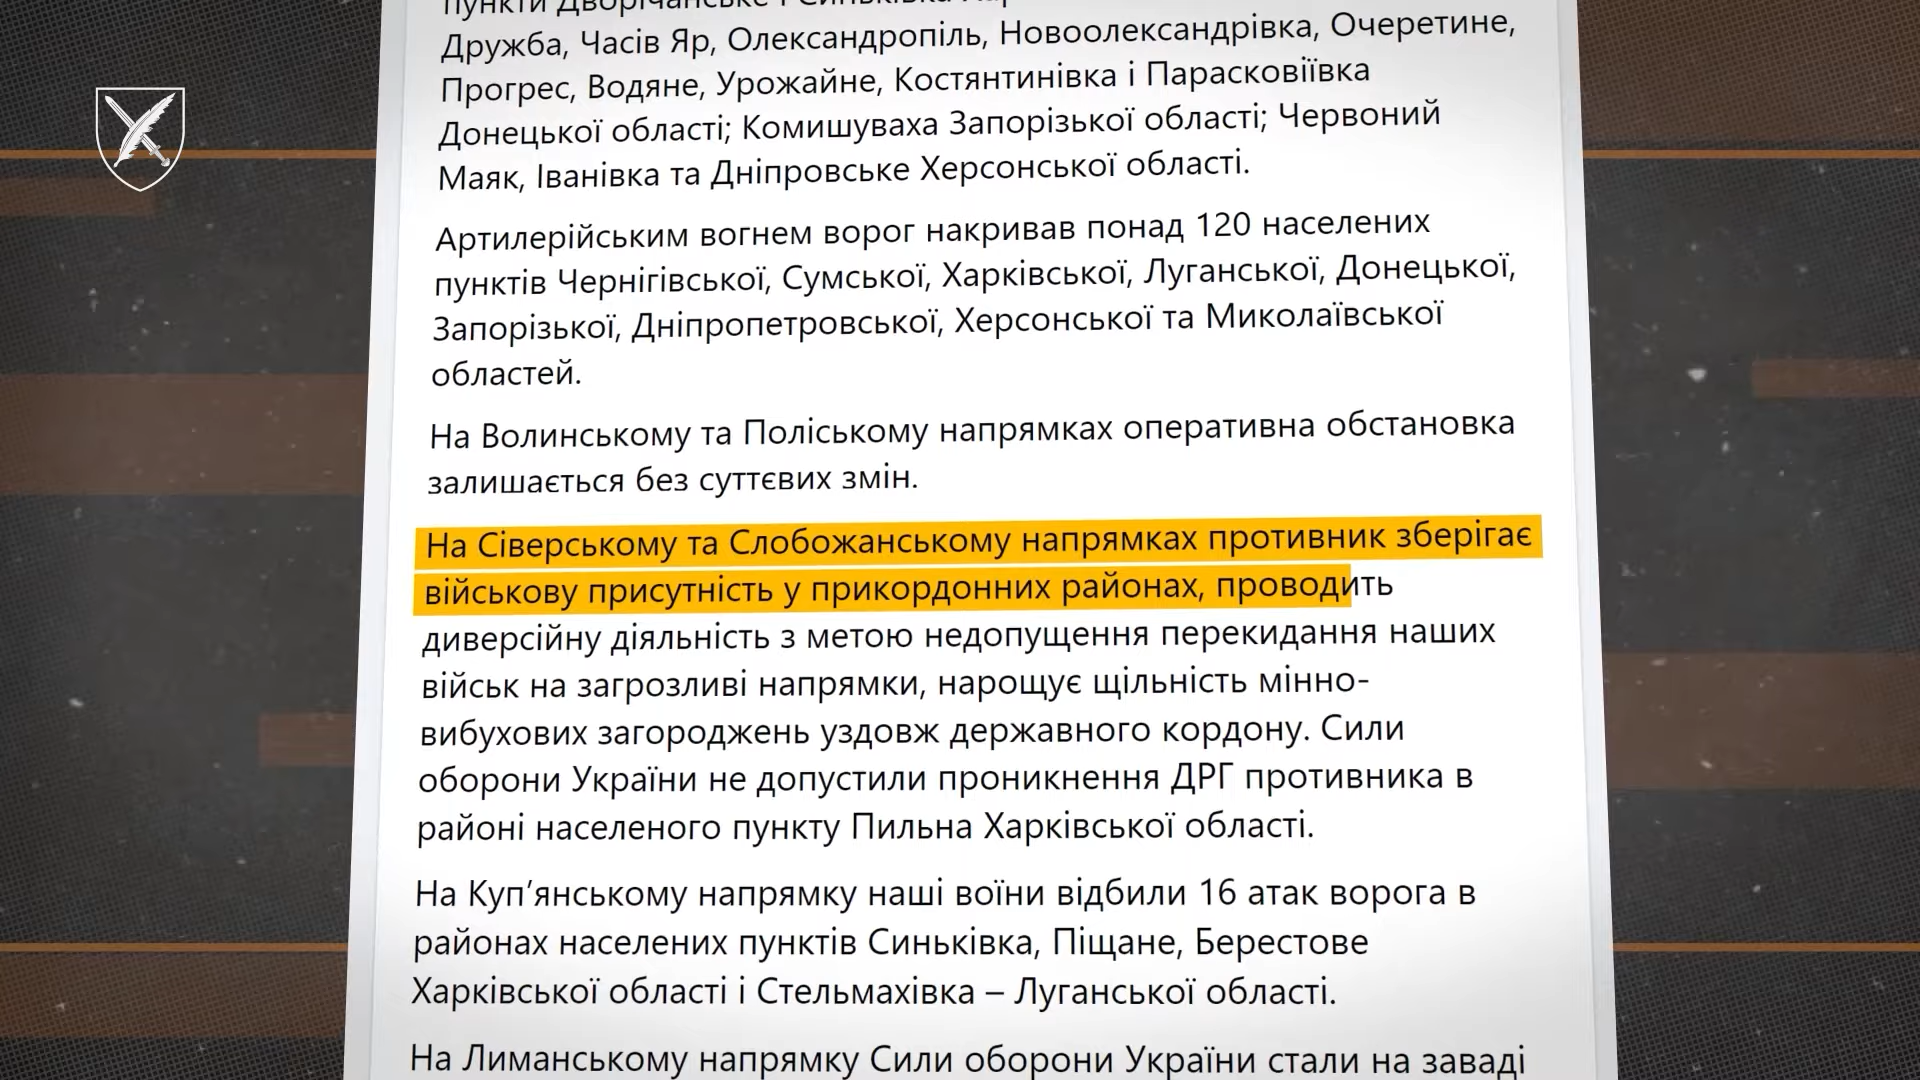 пункти Дворічанське і Синьківка
Дружба, Часів Яр, Олександропіль, Новоолександрівка, Очеретине,
Прогрес, Водяне, Урожайне, Костянтинівка і Парасковіївка
Донецької області; Комишуваха Запорізької області; Червоний
Маяк, Іванівка та Дніпровське Херсонської області.
Артилерійським вогнем ворог накривав понад 120 населених
пунктів Чернігівської, Сумської, Харківської, Луганської, Донецької,
Запорізької, Дніпропетровської, Херсонської та Миколаївської
областей.
На Волинському та Поліському напрямках оперативна обстановка
залишається без суттєвих змін.
На Сіверському та Слобожанському напрямках противник зберігає
військову присутність у прикордонних районах, проводить
диверсійну діяльність з метою недопущення перекидання наших
військ на загрозливі напрямки, нарощує щільність мінно-
вибухових загороджень уздовж державного кордону. Сили
оборони України не допустили проникнення ДРГ противника в
районі населеного пункту Пильна Харківської області.
На Куп’янському напрямку наші воїни відбили 16 атак ворога в
районах населених пунктів Синьківка, Піщане, Берестове
Харківської області і Стельмахівка – Луганської області.
На Лиманському напрямку Сили оборони України стали на заваді